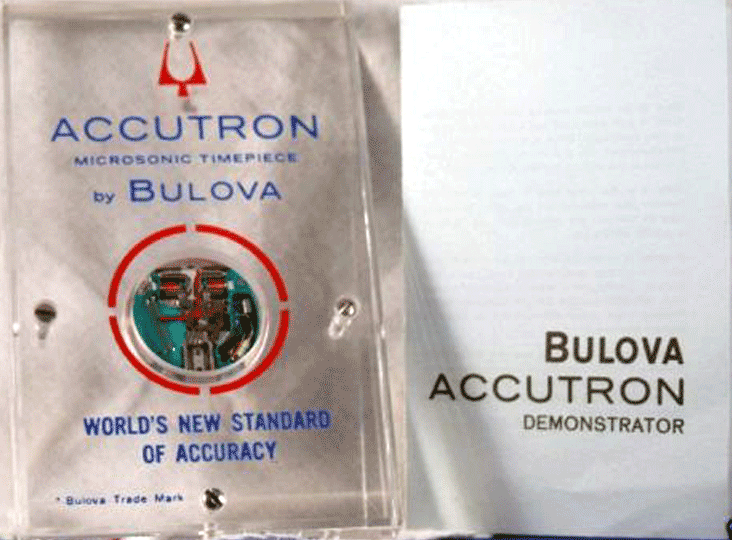 ACCUTRON
MICROSONIC TIMEPIECE
by BULOVA
WORLD'S NEW STANDARD
OF ACCURACY
* Bulova Trade Mark
BULOVA
ACCUTRON
DEMONSTRATOR